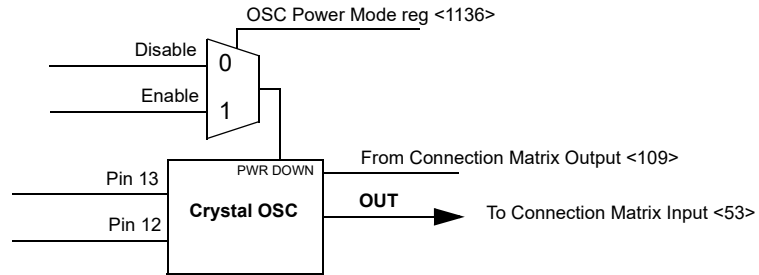 OSC Power Mode reg <1136>
Disable
0
Enable
1
PWR DOWN
From Connection Matrix Output <109>
Pin 13
Crystal OSC
OUT
To Connection Matrix Input <53>
Pin 12